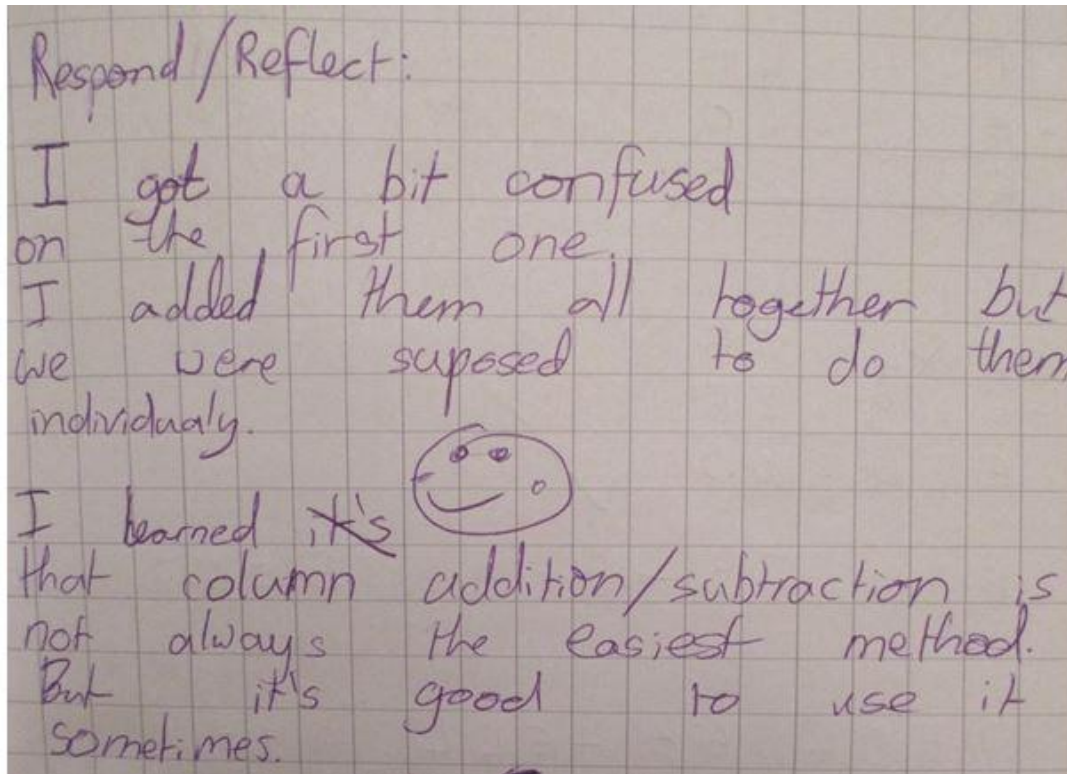 Respond/Reflect:
I got a bit confused
on the first one.
I added them all together but
we were suposed to do them
individualy.
I learned it's
that column addition/subtraction is
not always the easiest method.
But it's good to use it
sometimes.